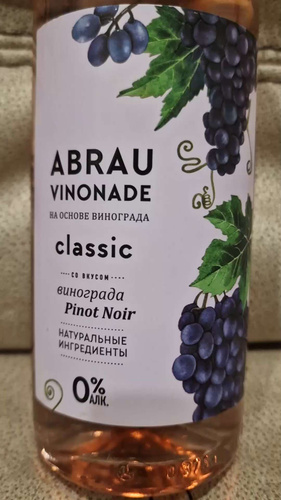 ABRAU
VINONADE
НА ОСНОВЕ ВИНОГРАДА
classic
СО ВКУСОМ
винограда
Pinot Noir
НАТУРАЛЬНЫЕ
ИНГРЕДИЕНТЫ
0%
АЛК.